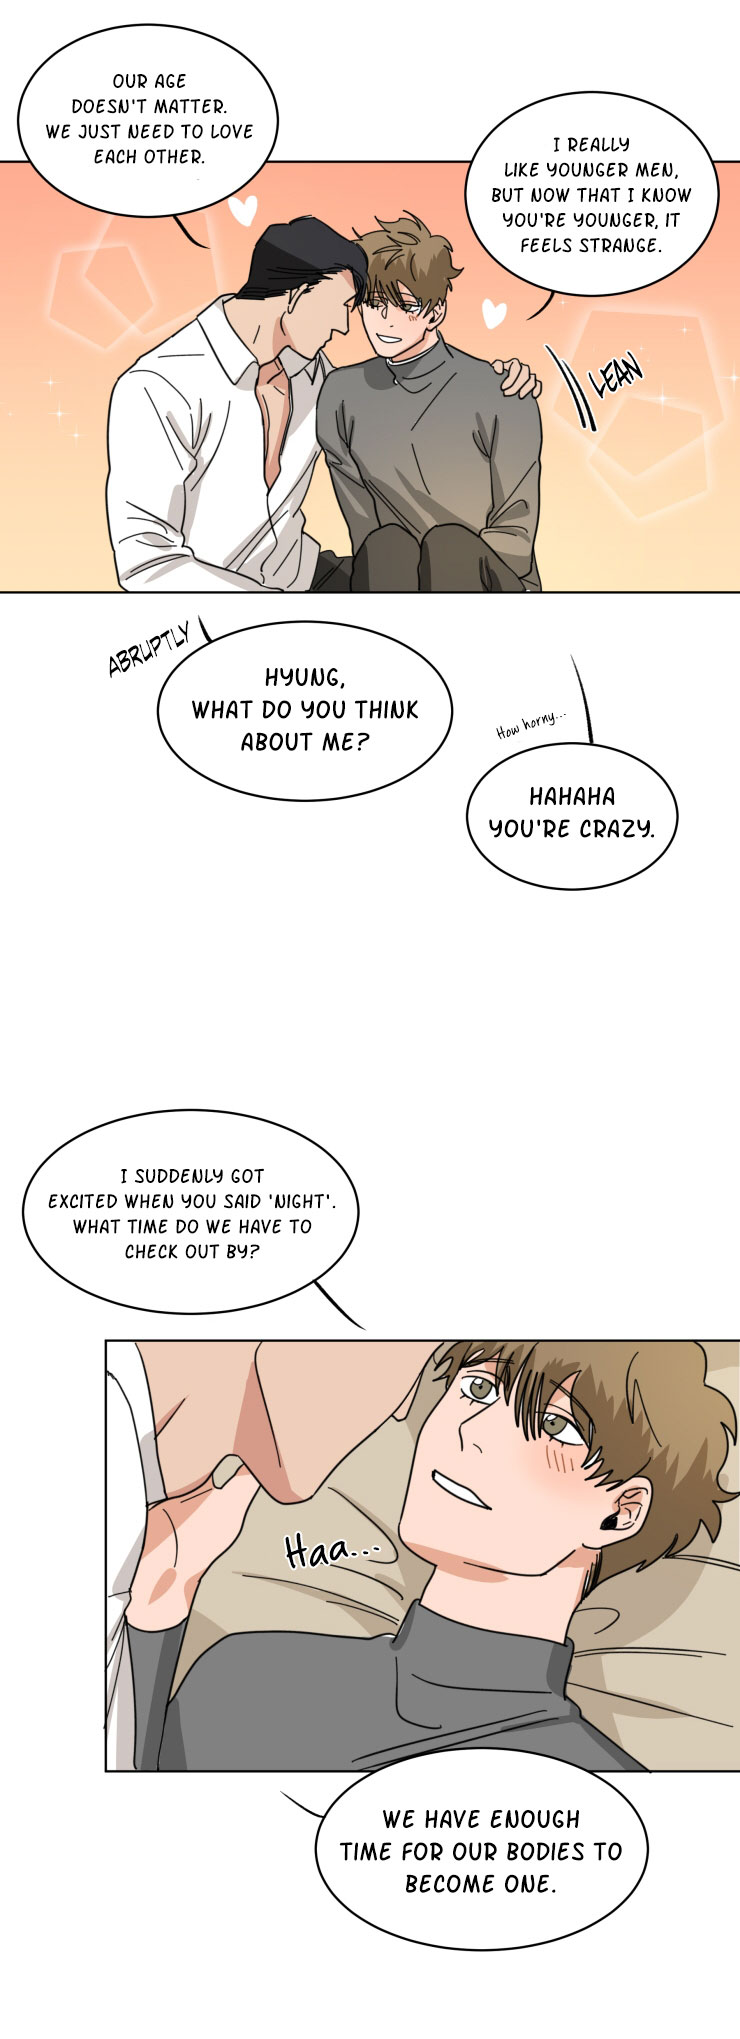 OUR AGE
DOESN'T MATTER.
WE JUST NEED TO LOVE
EACH OTHER.
I REALLY
LIKE YOUNGER MEN,
BUT NOW THAT I KNOW
YOU'RE YOUNGER, IT
FEELS STRANGE.
LEAN
ABRUPTLY
HYUNG,
WHAT DO YOU THINK
ABOUT ME?
How horny...
HAHAHA
YOU'RE CRAZY.
I SUDDENLY GOT
EXCITED WHEN YOU SAID 'NIGHT'.
WHAT TIME DO WE HAVE TO
CHECK OUT BY?
Haa...
WE HAVE ENOUGH
TIME FOR OUR BODIES TO
BECOME ONE.